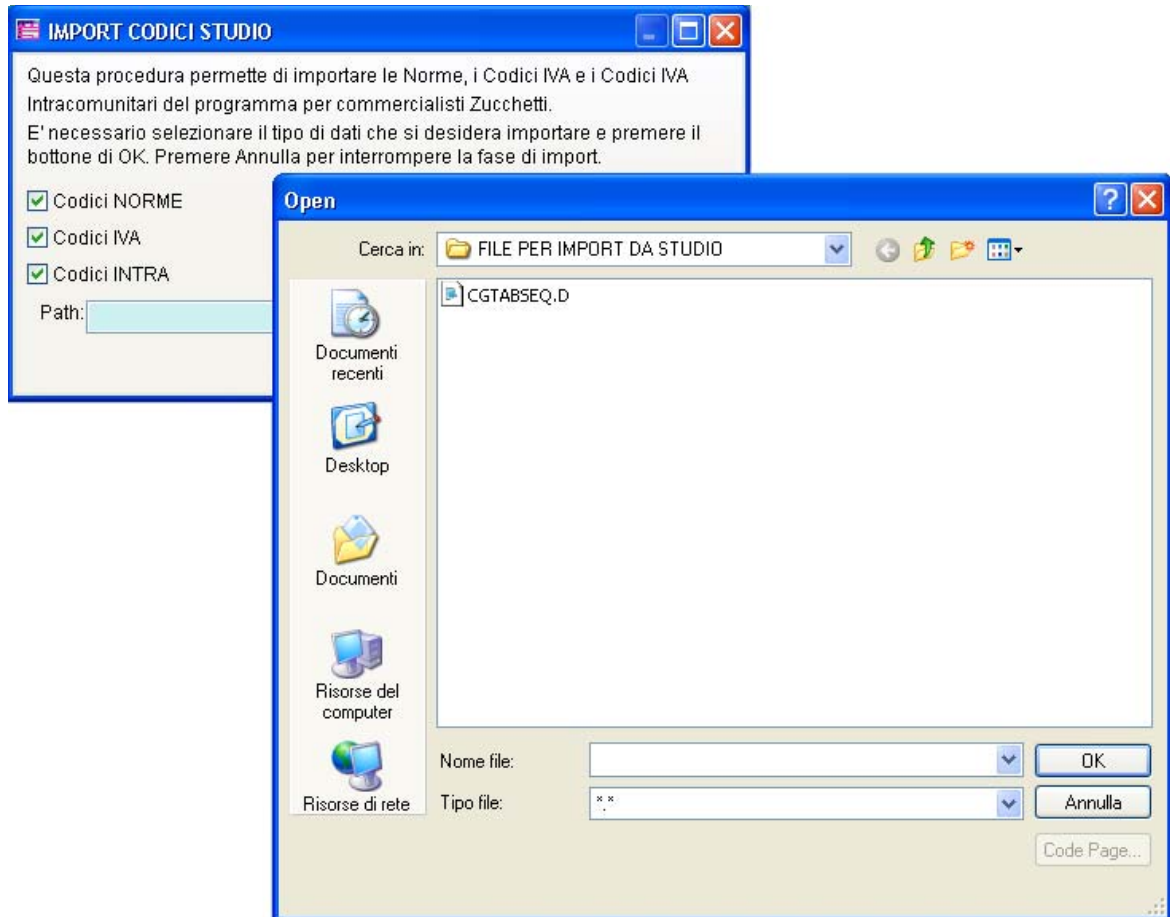 IMPORT CODICI STUDIO
Questa procedura permette di importare le Norme, i Codici IVA e i Codici IVA
Intracomunitari del programma per commercialisti Zucchetti.
E' necessario selezionare il tipo di dati che si desidera importare e premere il
bottone di OK. Premere Annulla per interrompere la fase di import.
Codici NORME
Codici IVA
Codici INTRA
Path:
Open
Cerca in:
FILE PER IMPORT DA STUDIO
CGTABSEQ.D
Documenti
recenti
Desktop
Documenti
Risorse del
computer
Risorse di rete
Nome file:
OK
Tipo file:
*.*
Annulla
Code Page...